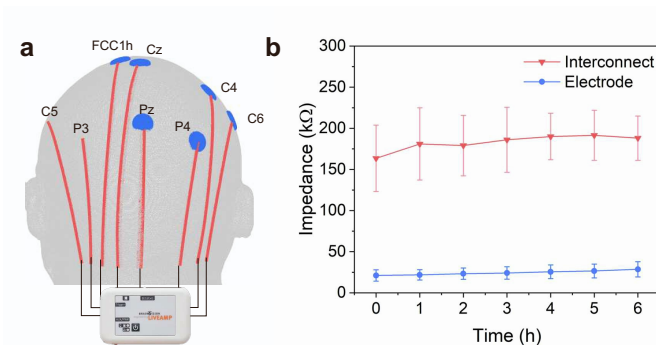 a
FCC1h
Cz
C4
C6
C5
P3
Pz
P4
LIVEAMP
b
Impedance (kΩ)
300
250
200
150
100
50
0
Interconnect
Electrode
0 1 2 3 4 5 6
Time (h)